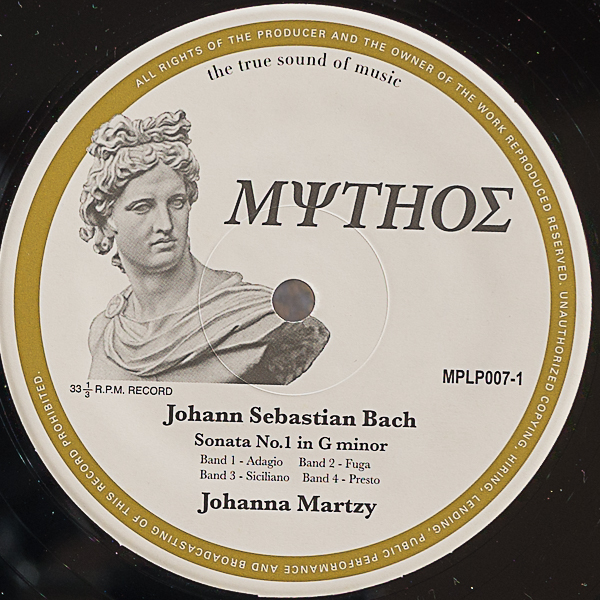 ALL RIGHTS OF THE PRODUCER AND THE OWNER OF THE WORK REPRODUCED RESERVED. UNAUTHORIZED COPYING, HIRING, LENDING, PUBLIC PERFORMANCE AND BROADCASTING OF THIS RECORD PROHIBITED.
the true sound of music
ΜΨΤΗΟΣ
MPLP007-1
33 1/3 R.P.M. RECORD
Johann Sebastian Bach
Sonata No.1 in G minor
Band 1 - Adagio Band 2 - Fuga
Band 3 - Siciliano Band 4 - Presto
Johanna Martzy